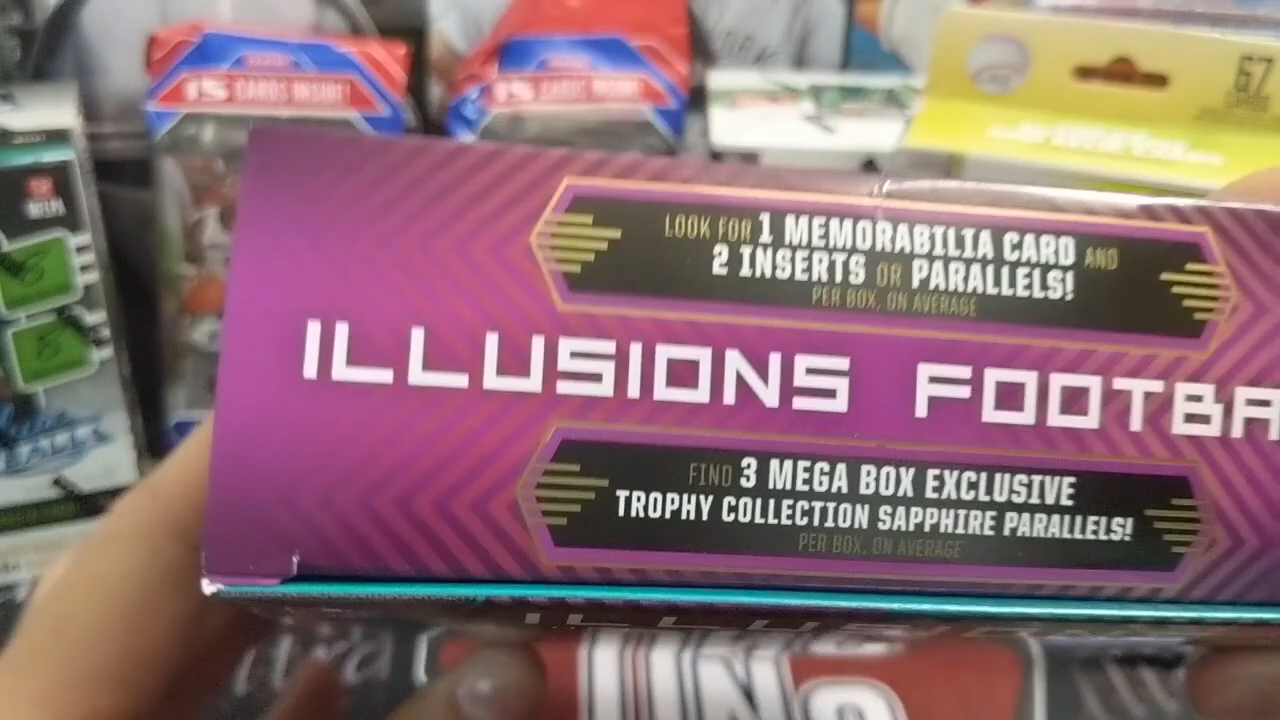 15 CARDS INSIDE!
15 CARDS INSIDE!
67
CARDS
LOOK FOR 1 MEMORABILIA CARD AND
2 INSERTS OR PARALLELS!
PER BOX, ON AVERAGE
ILLUSIONS FOOTBA
FIND 3 MEGA BOX EXCLUSIVE
TROPHY COLLECTION SAPPHIRE PARALLELS!
PER BOX, ON AVERAGE